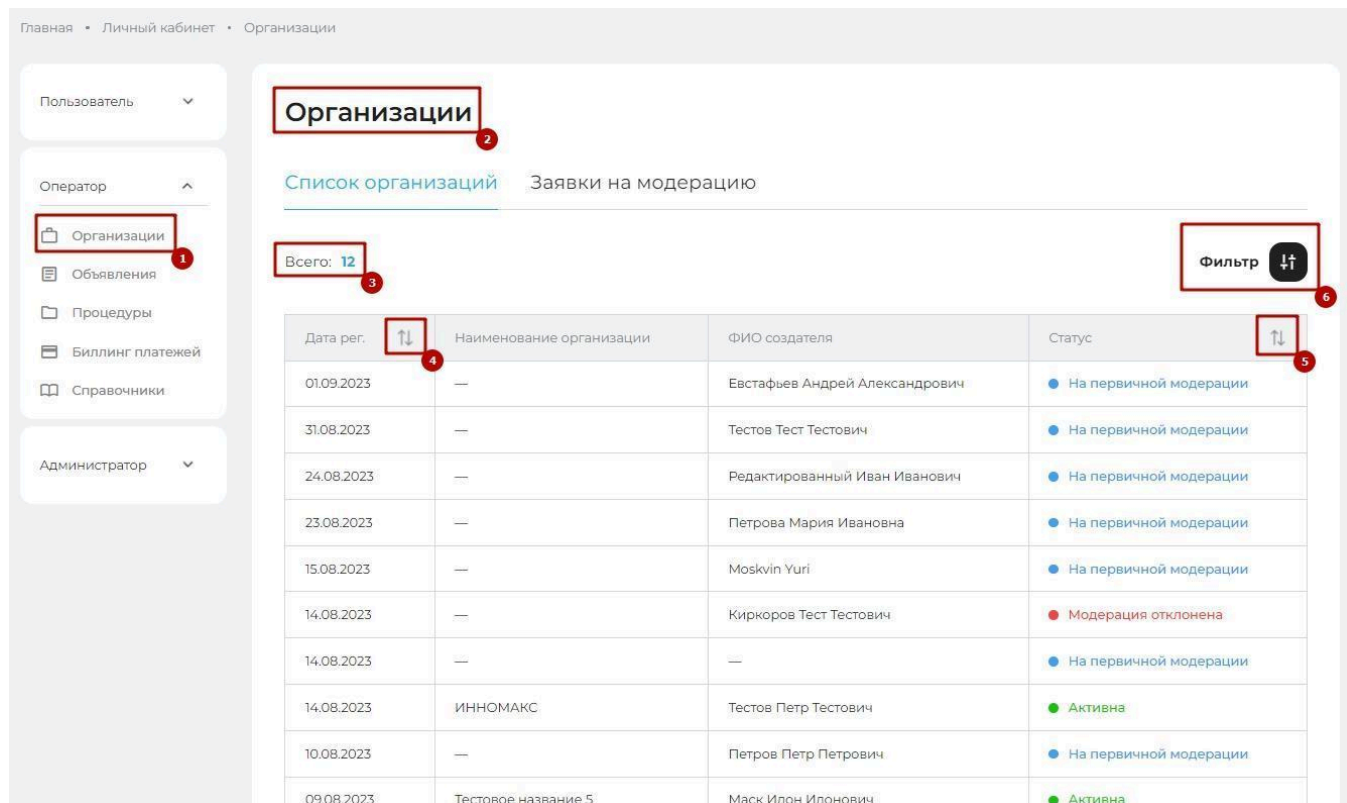 Главная • Личный кабинет • Организации
Пользователь
Оператор
Организации
1
Объявления
Процедуры
Биллинг платежей
Справочники
Администратор
Организации
2
Список организаций Заявки на модерацию
Всего: 12
3
Фильтр
6
Дата рег. Наименование организации ФИО создателя Статус
4
5
01.09.2023 — Евстафьев Андрей Александрович На первичной модерации
31.08.2023 — Тестов Тест Тестович На первичной модерации
24.08.2023 — Редактированный Иван Иванович На первичной модерации
23.08.2023 — Петрова Мария Ивановна На первичной модерации
15.08.2023 — Moskvin Yuri На первичной модерации
14.08.2023 — Киркоров Тест Тестович Модерация отклонена
14.08.2023 — — На первичной модерации
14.08.2023 ИННОМАКС Тестов Петр Тестович Активна
10.08.2023 — Петров Петр Петрович На первичной модерации
09.08.2023 Тестовое название 5 Маск Илон Илонович Активна